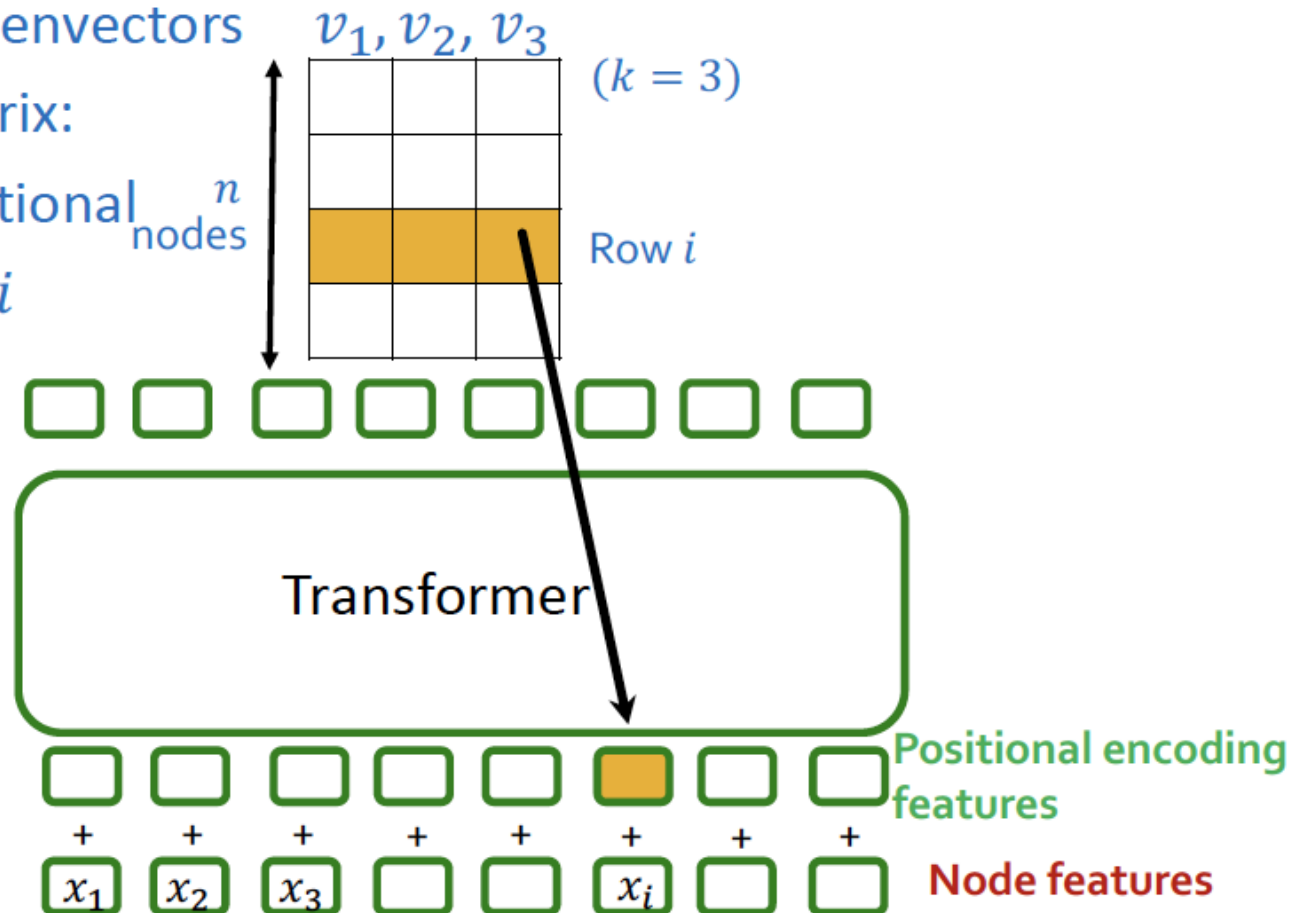 envectors
v₁, v₂, v₃
(k = 3)
rix:
tional
n
nodes
i
Row i
Transformer
Positional encoding
features
+ + + + + + + +
x₁ x₂ x₃ xᵢ
Node features